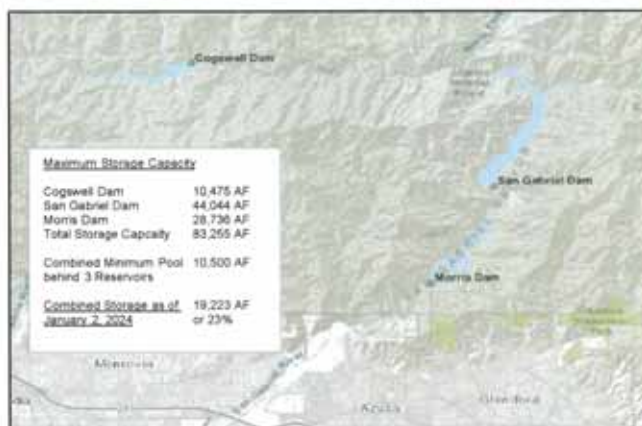 Cogswell Dam
San Gabriel Dam
Morris Dam
Maximum Storage Capacity
Cogswell Dam 10,475 AF
San Gabriel Dam 44,044 AF
Morris Dam 28,736 AF
Total Storage Capcaity 83,255 AF
Combined Minimum Pool 10,500 AF
behind 3 Reservoirs
Combined Storage as of 19,223 AF
January 2, 2024 or 23%
Monrovia
Azusa
Glendora